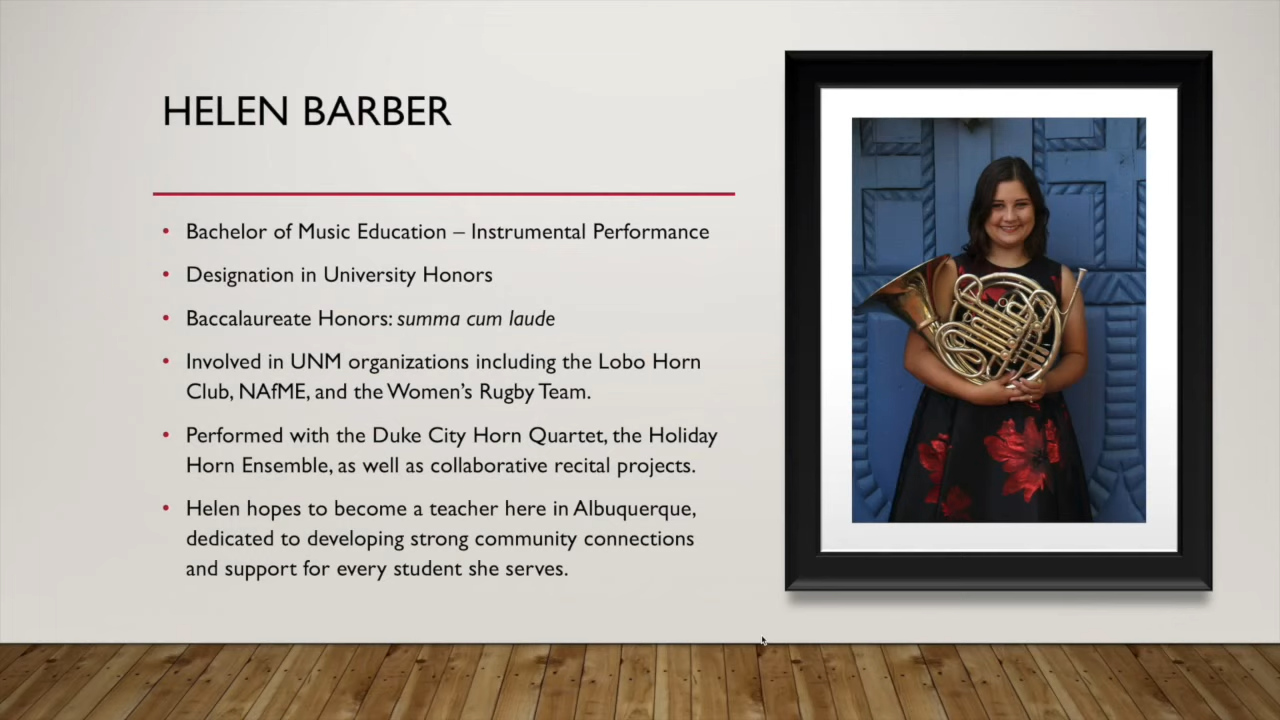 HELEN BARBER
• Bachelor of Music Education – Instrumental Performance
• Designation in University Honors
• Baccalaureate Honors: summa cum laude
• Involved in UNM organizations including the Lobo Horn
Club, NAfME, and the Women’s Rugby Team.
• Performed with the Duke City Horn Quartet, the Holiday
Horn Ensemble, as well as collaborative recital projects.
• Helen hopes to become a teacher here in Albuquerque,
dedicated to developing strong community connections
and support for every student she serves.